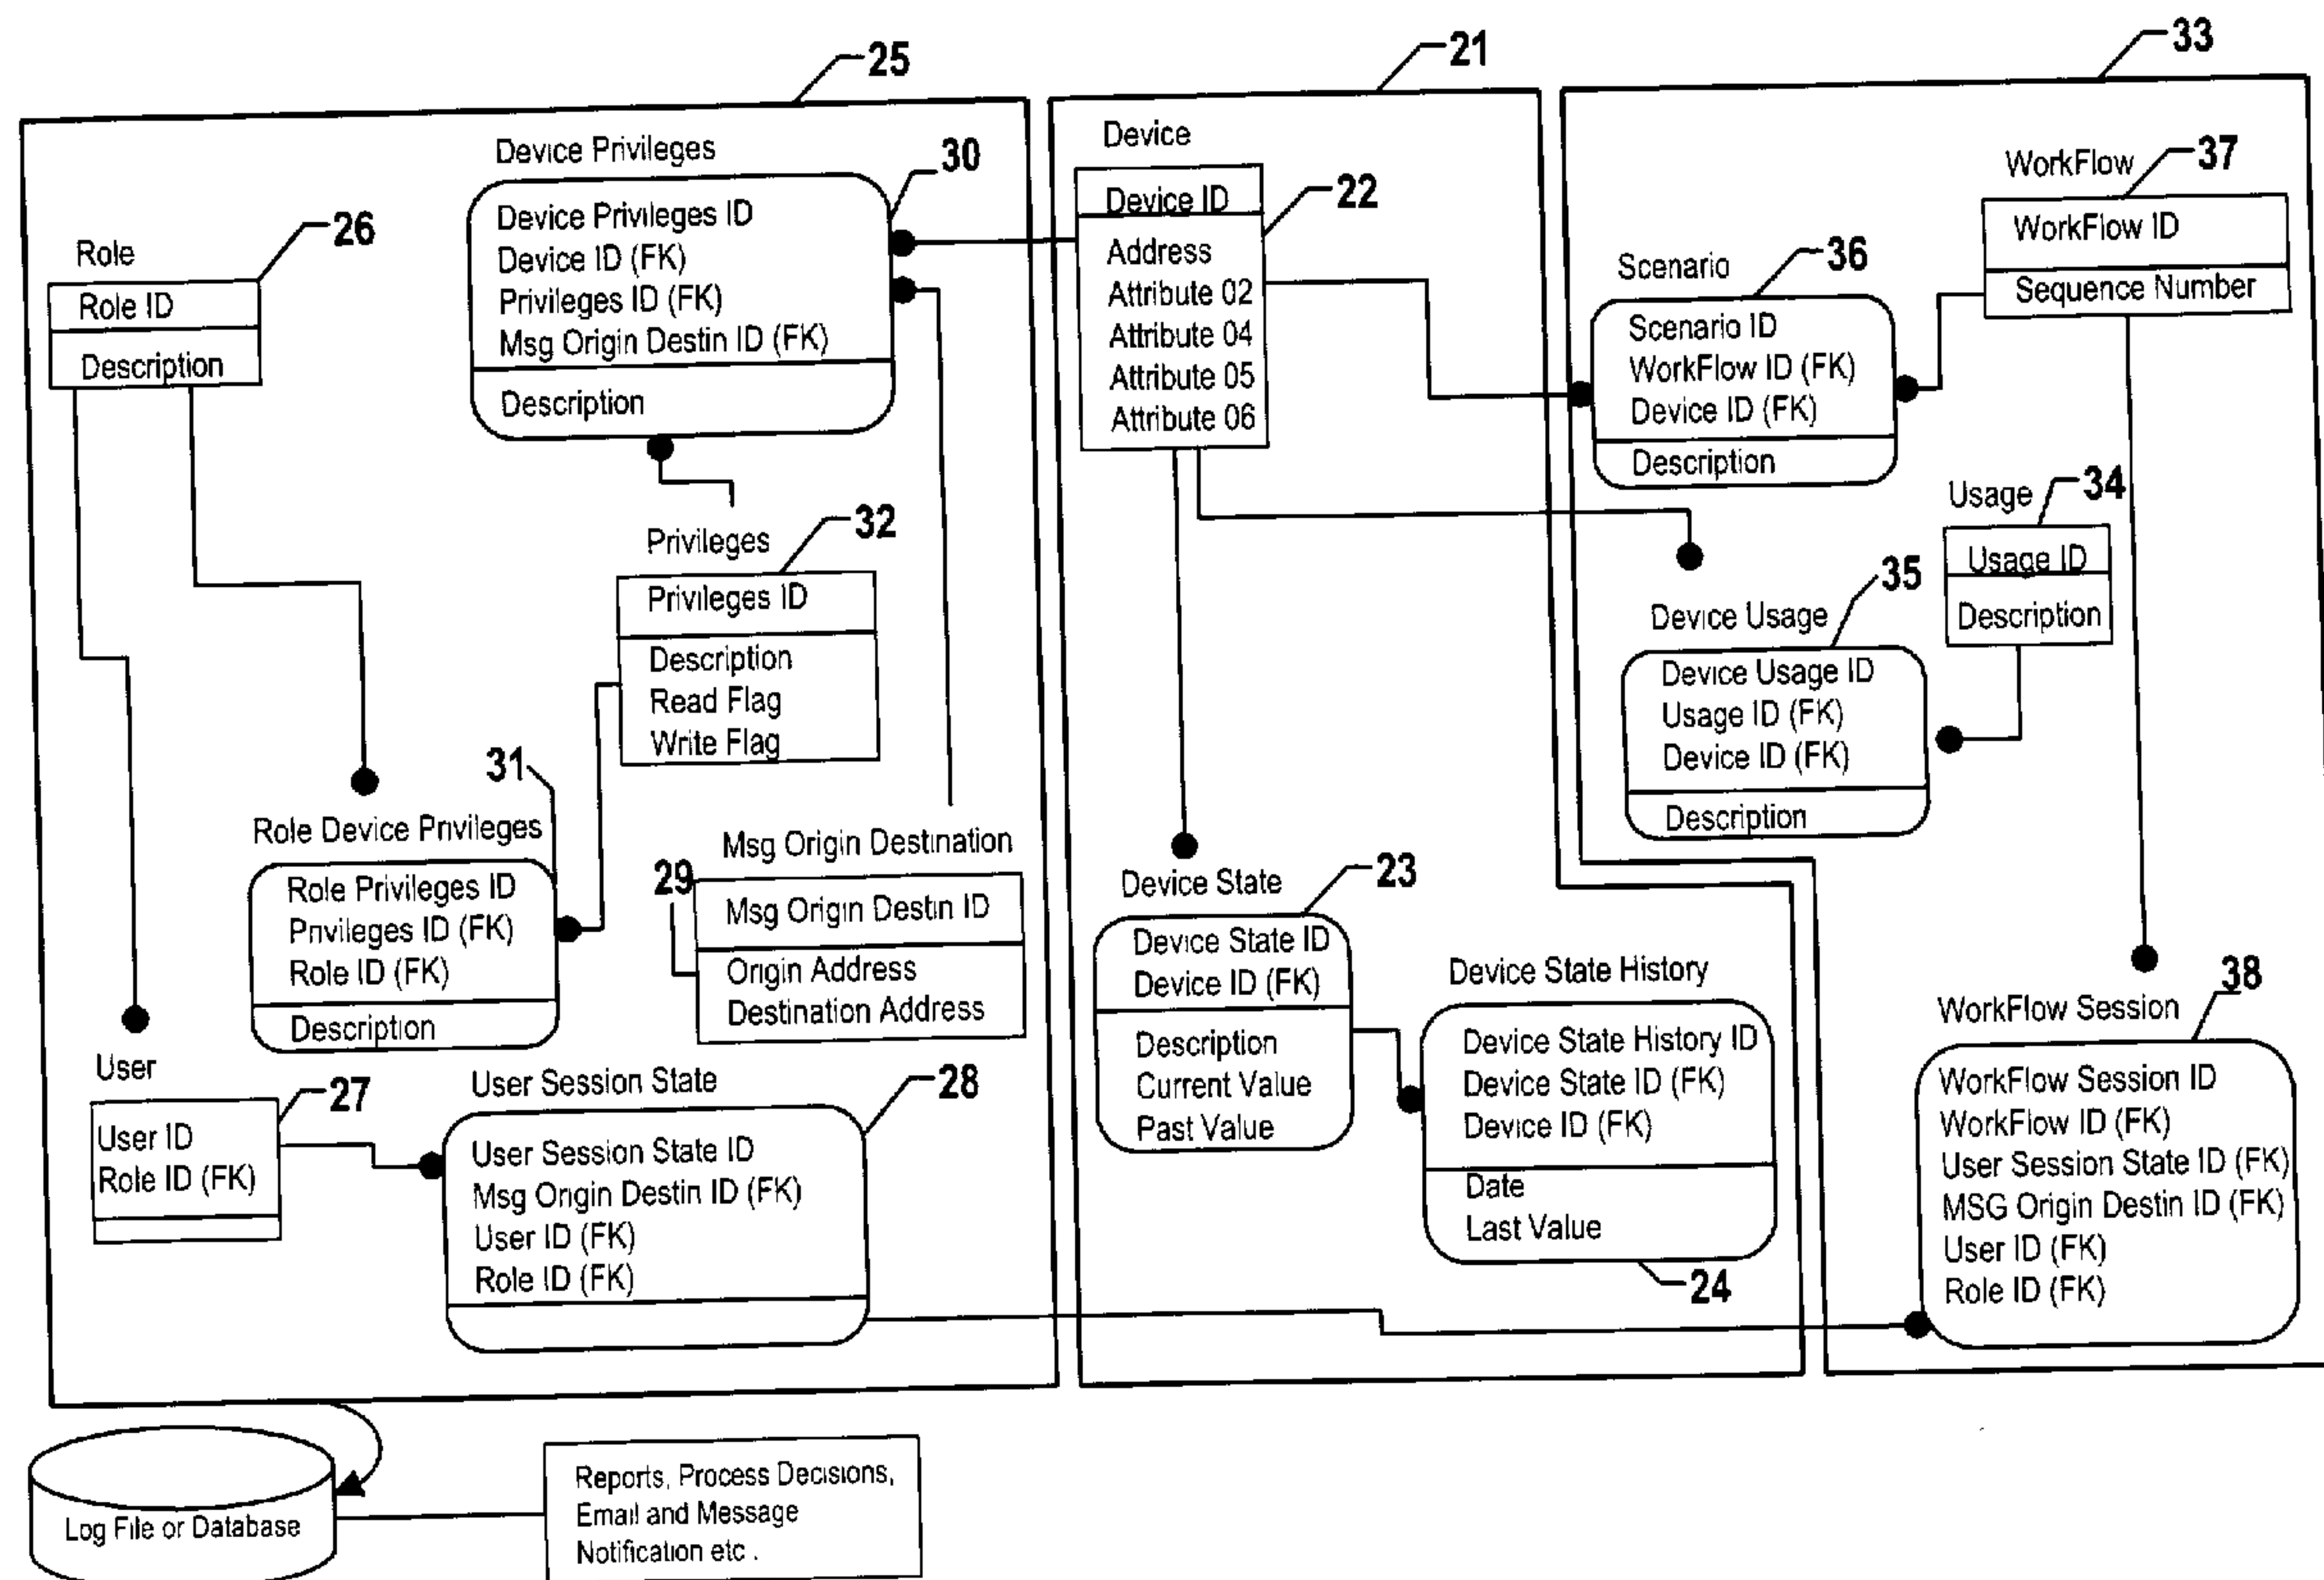 25
21
33
Device Privileges
30
Device Privileges ID
Device ID (FK)
Privileges ID (FK)
Msg Origin Destin ID (FK)
Description
Role
26
Role ID
Description
Privileges
32
Privileges ID
Description
Read Flag
Write Flag
31
Role Device Privileges
Role Privileges ID
Privileges ID (FK)
Role ID (FK)
Description
Msg Origin Destination
29
Msg Origin Destin ID
Origin Address
Destination Address
User
27
User ID
Role ID (FK)
User Session State
28
User Session State ID
Msg Origin Destin ID (FK)
User ID (FK)
Role ID (FK)
Device
22
Device ID
Address
Attribute 02
Attribute 04
Attribute 05
Attribute 06
Device State
23
Device State ID
Device ID (FK)
Description
Current Value
Past Value
Device State History
Device State History ID
Device State ID (FK)
Device ID (FK)
Date
Last Value
24
WorkFlow
37
WorkFlow ID
Sequence Number
Scenario
36
Scenario ID
WorkFlow ID (FK)
Device ID (FK)
Description
Usage
34
Usage ID
Description
Device Usage
35
Device Usage ID
Usage ID (FK)
Device ID (FK)
Description
WorkFlow Session
38
WorkFlow Session ID
WorkFlow ID (FK)
User Session State ID (FK)
MSG Origin Destin ID (FK)
User ID (FK)
Role ID (FK)
Log File or Database
Reports, Process Decisions,
Email and Message
Notification etc .